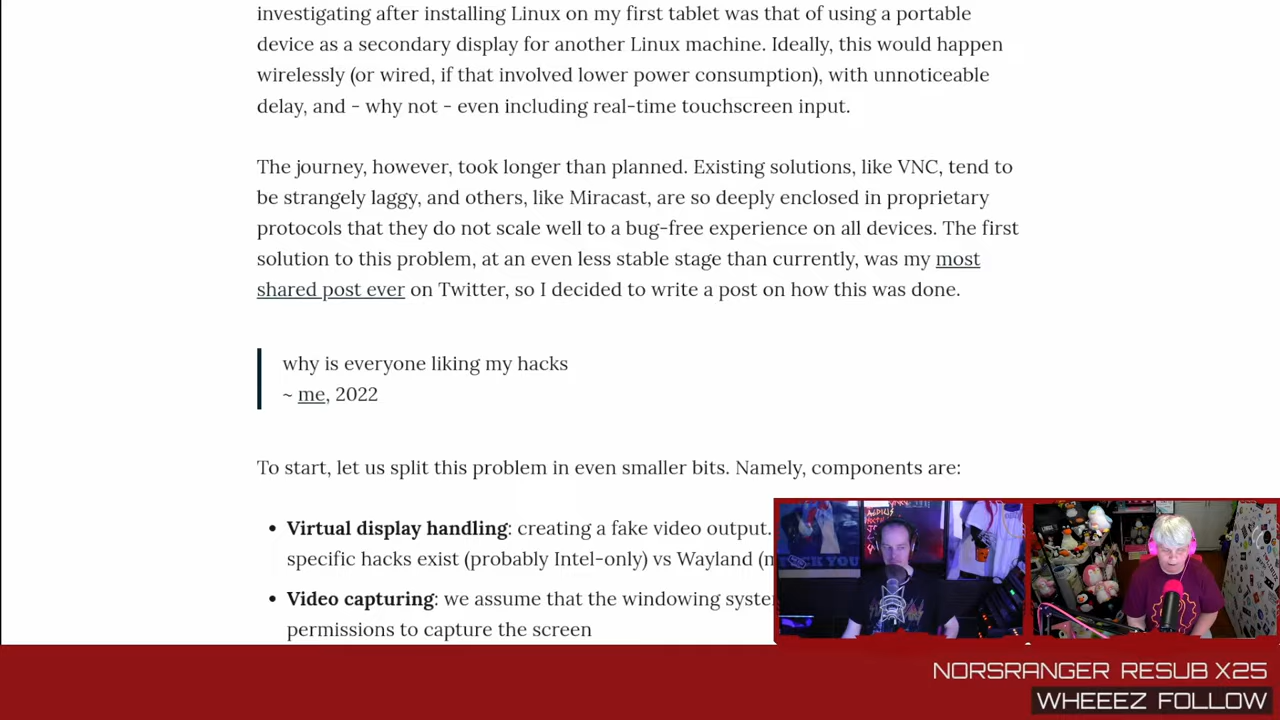 investigating after installing Linux on my first tablet was that of using a portable
device as a secondary display for another Linux machine. Ideally, this would happen
wirelessly (or wired, if that involved lower power consumption), with unnoticeable
delay, and - why not - even including real-time touchscreen input.
The journey, however, took longer than planned. Existing solutions, like VNC, tend to
be strangely laggy, and others, like Miracast, are so deeply enclosed in proprietary
protocols that they do not scale well to a bug-free experience on all devices. The first
solution to this problem, at an even less stable stage than currently, was my most
shared post ever on Twitter, so I decided to write a post on how this was done.
why is everyone liking my hacks
~ me, 2022
To start, let us split this problem in even smaller bits. Namely, components are:
• Virtual display handling: creating a fake video output.
specific hacks exist (probably Intel-only) vs Wayland (n
• Video capturing: we assume that the windowing system
permissions to capture the screen
NORSRANGER RESUB X25
WHEEEZ FOLLOW